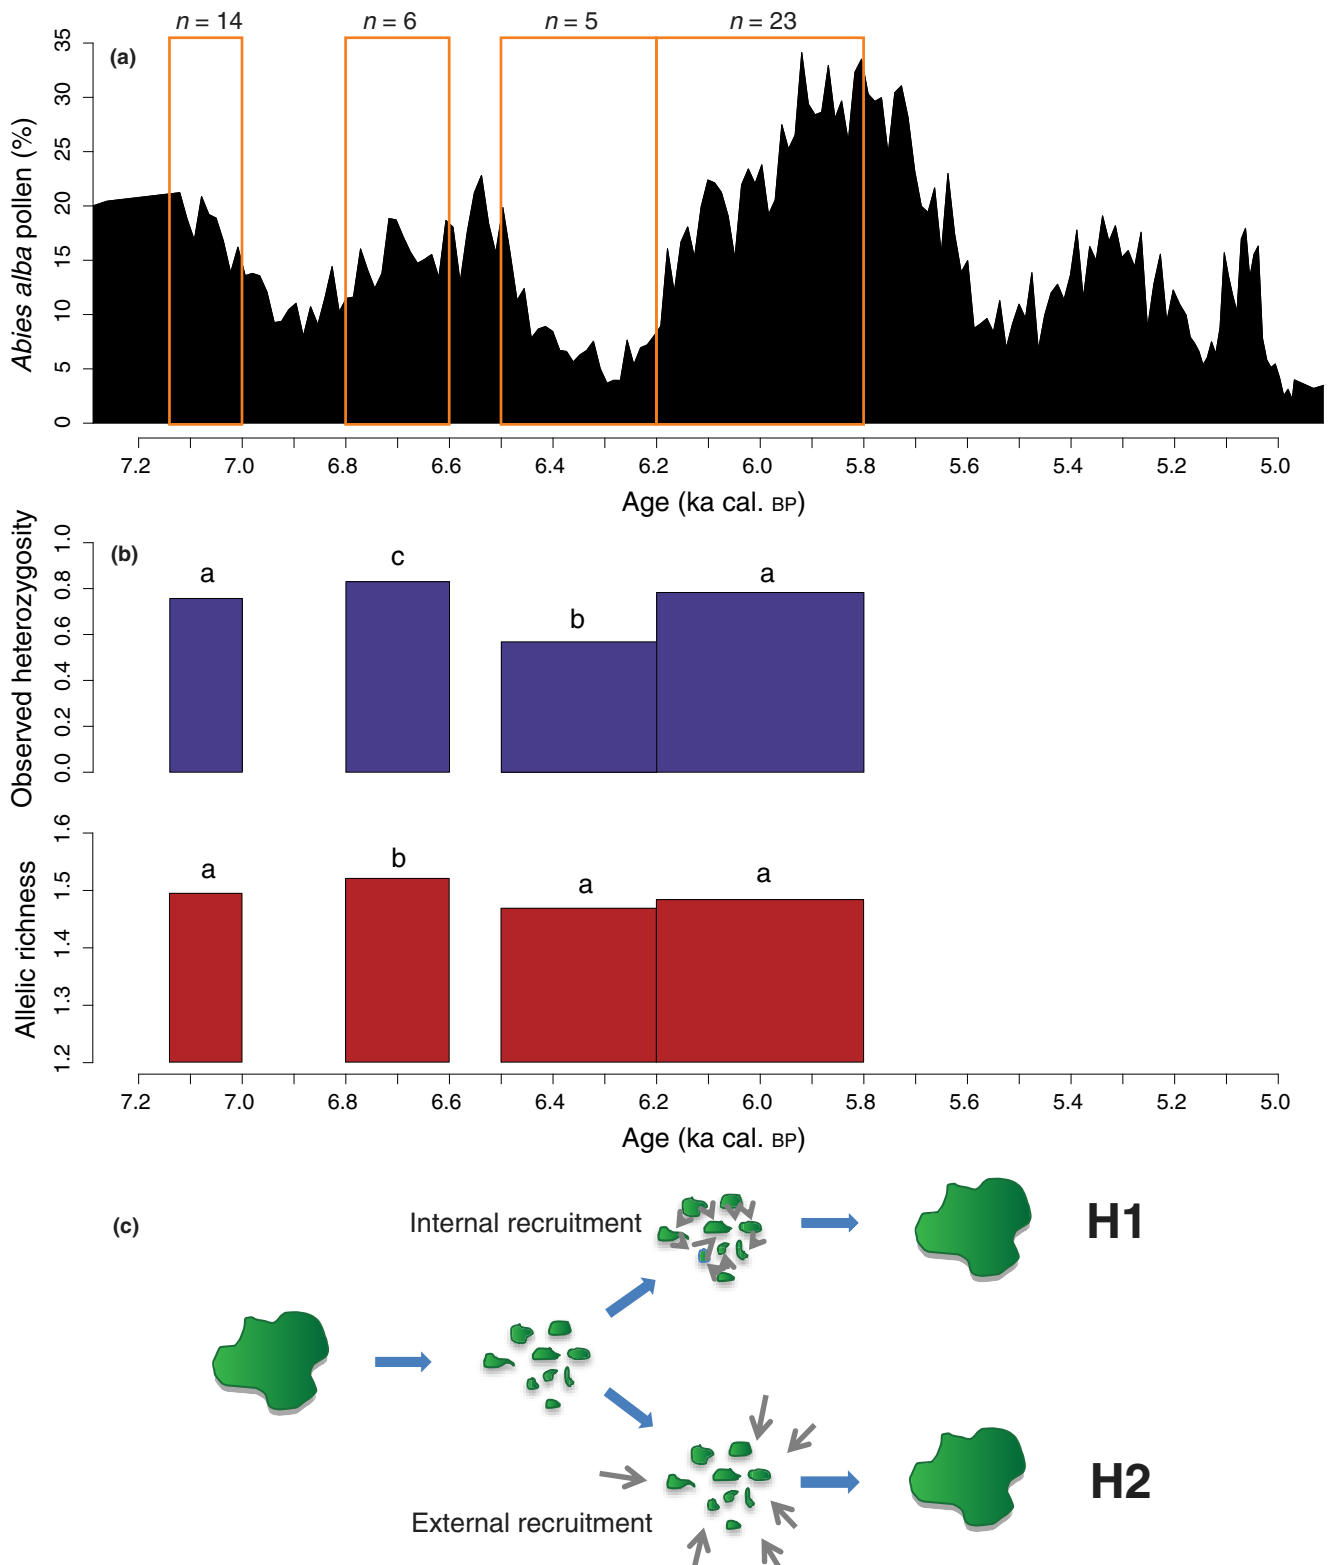 n = 14 n = 6 n = 5 n = 23
(a)
Abies alba pollen (%)
35
30
25
20
15
10
5
0
7.2 7.0 6.8 6.6 6.4 6.2 6.0 5.8 5.6 5.4 5.2 5.0
Age (ka cal. BP)
(b)
Observed heterozygosity
1.0
0.8
0.6
0.4
0.2
0.0
a c b a
Allelic richness
1.6
1.5
1.4
1.3
1.2
a b a a
7.2 7.0 6.8 6.6 6.4 6.2 6.0 5.8 5.6 5.4 5.2 5.0
Age (ka cal. BP)
(c)
Internal recruitment
H1
External recruitment
H2